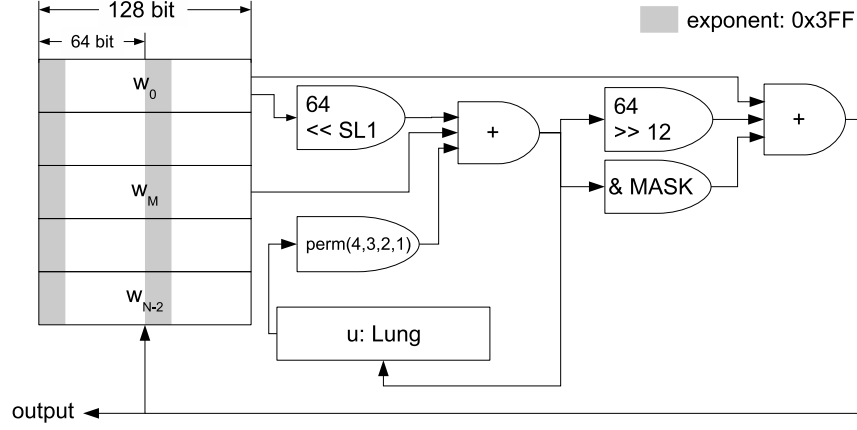 128 bit
exponent: 0x3FF
64 bit
w0
64
<< SL1
+
64
>> 12
+
wM
& MASK
perm(4,3,2,1)
wN-2
u: Lung
output